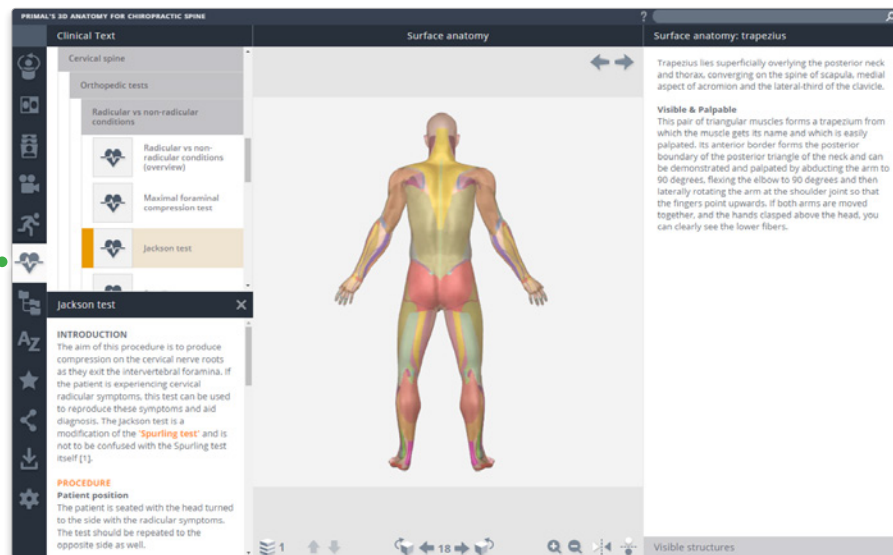 PRIMAL'S 3D ANATOMY FOR CHIROPRACTIC SPINE
?
Clinical Text
Surface anatomy
Surface anatomy: trapezius
Cervical spine
Orthopedic tests
Radicular vs non-radicular
conditions
Radicular vs non-
radicular conditions
(overview)
Maximal foraminal
compression test
Jackson test
Jackson test
INTRODUCTION
The aim of this procedure is to produce
compression on the cervical nerve roots
as they exit the intervertebral foramina. If
the patient is experiencing cervical
radicular symptoms, this test can be used
to reproduce these symptoms and aid
diagnosis. The Jackson test is a
modification of the 'Spurling test' and is
not to be confused with the Spurling test
itself [1].
PROCEDURE
Patient position
The patient is seated with the head turned
to the side with the radicular symptoms.
The test should be repeated to the
opposite side as well.
AZ
1
18
Trapezius lies superficially overlying the posterior neck
and thorax, converging on the spine of scapula, medial
aspect of acromion and the lateral-third of the clavicle.
Visible & Palpable
This pair of triangular muscles forms a trapezium from
which the muscle gets its name and which is easily
palpated. Its anterior border forms the posterior
boundary of the posterior triangle of the neck and can
be demonstrated and palpated by abducting the arm to
90 degrees, flexing the elbow to 90 degrees and then
laterally rotating the arm at the shoulder joint so that
the fingers point upwards. If both arms are moved
together, and the hands clasped above the head, you
can clearly see the lower fibers.
Visible structures